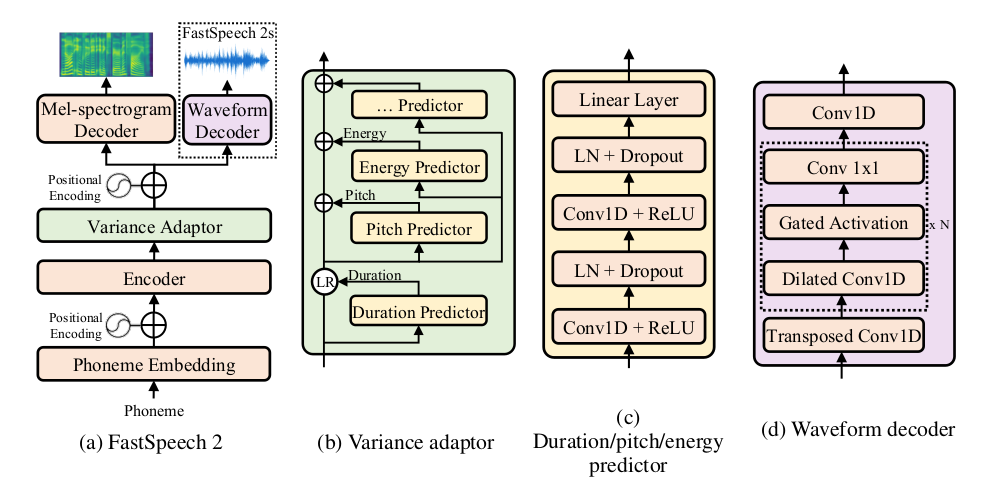 FastSpeech 2s
Mel-spectrogram
Decoder
Waveform
Decoder
Positional
Encoding
Variance Adaptor
Encoder
Positional
Encoding
Phoneme Embedding
Phoneme
(a) FastSpeech 2
... Predictor
Energy
Energy Predictor
Pitch
Pitch Predictor
LR
Duration
Duration Predictor
(b) Variance adaptor
Linear Layer
LN + Dropout
Conv1D + ReLU
LN + Dropout
Conv1D + ReLU
(c)
Duration/pitch/energy
predictor
Conv1D
Conv 1x1
Gated Activation
x N
Dilated Conv1D
Transposed Conv1D
(d) Waveform decoder